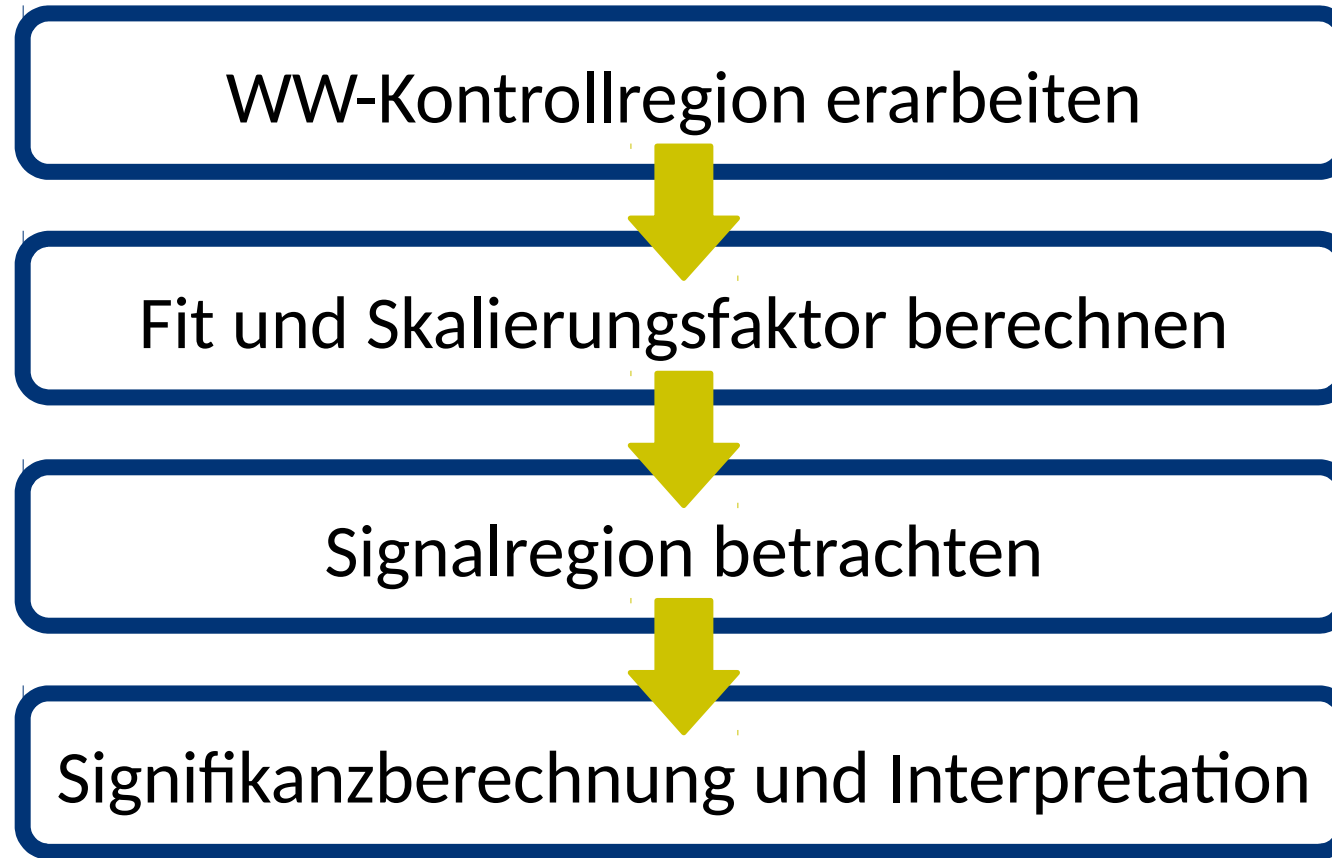 WW-Kontrollregion erarbeiten
Fit und Skalierungsfaktor berechnen
Signalregion betrachten
Signifikanzberechnung und Interpretation